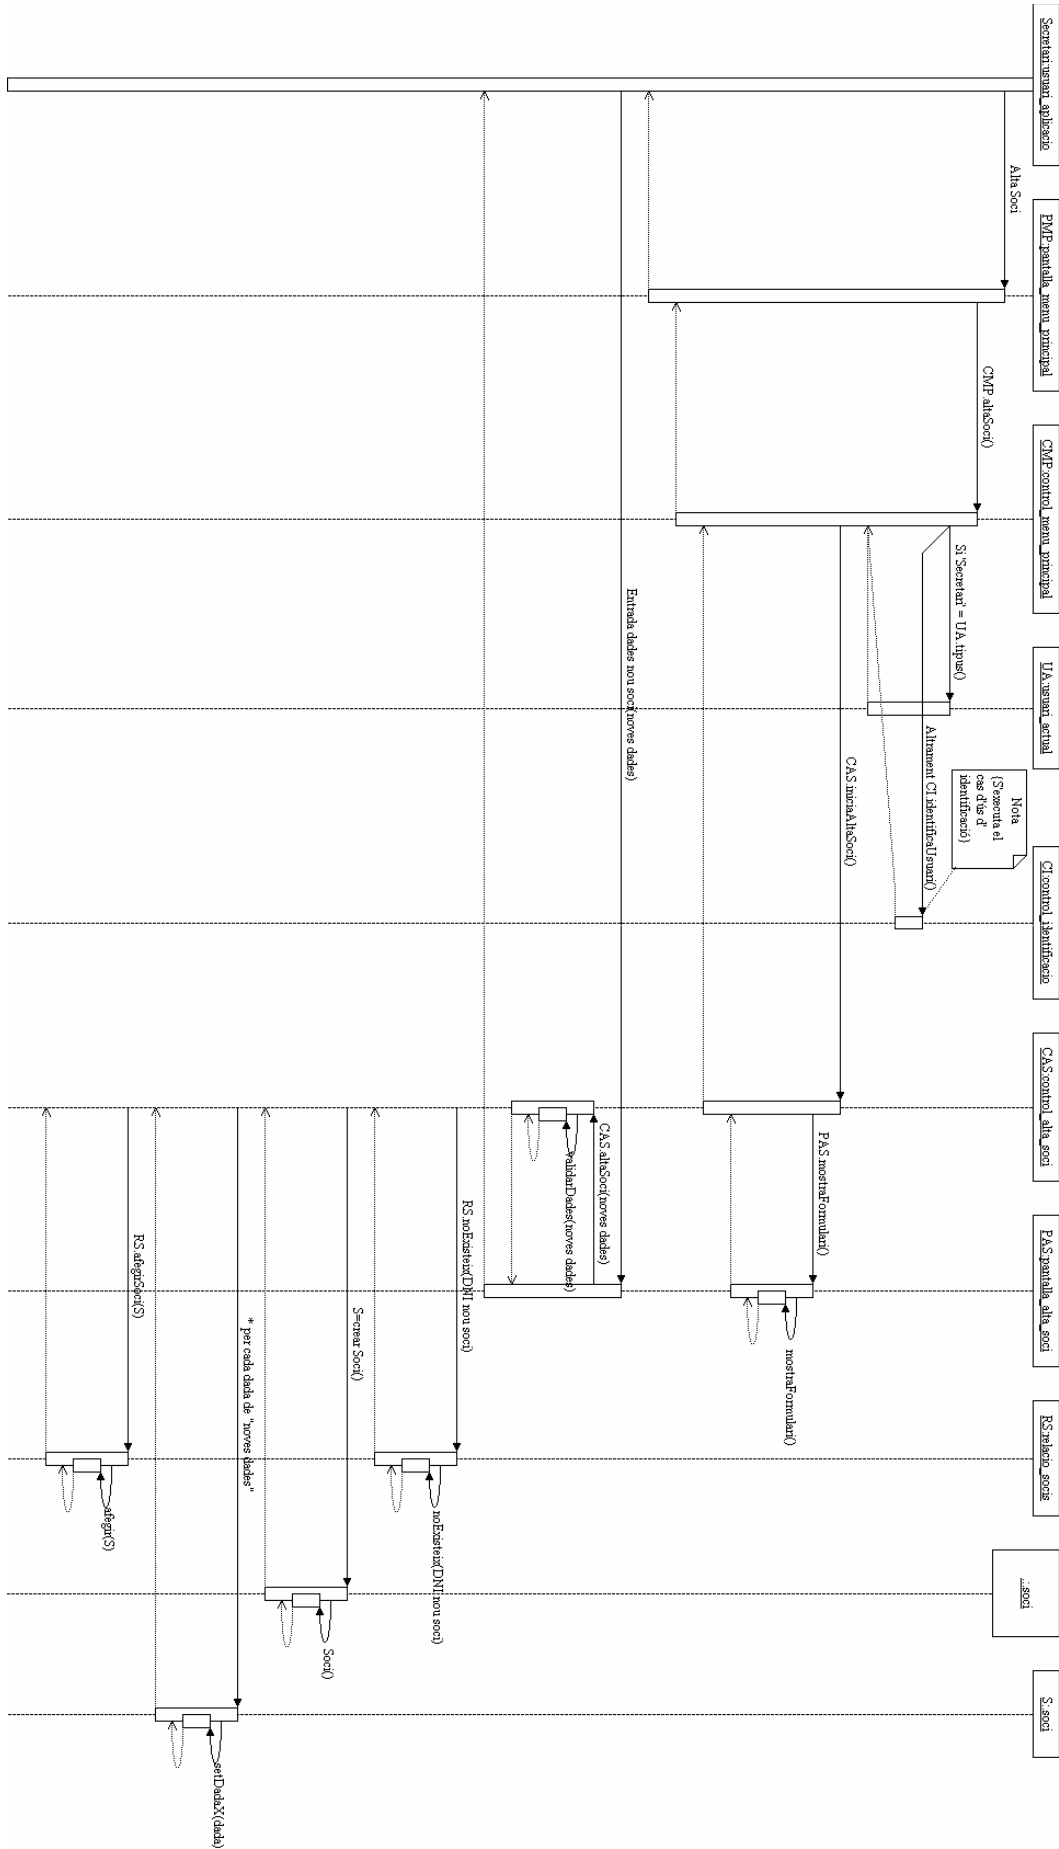 Secretari:usuari_aplicacio
PMP:pantalla_menu_principal
CMP:control_menu_principal
UA:usuari_actual
CI:control_identificacio
CAS:control_alta_soci
PAS:pantalla_alta_soci
RS:relacio_socis
_:soci
S:soci
Alta Soci
CMP.altaSoci()
Si 'Secretari' = UA.tipus()
Altrament CI.identificaUsuari()
Nota
{S'executa el
cas d'ús d'
identificació}
CAS.iniciaAltaSoci()
PAS.mostraFormulari()
mostraFormulari()
Entrada dades nou soci(noves dades)
CAS.altaSoci(noves dades)
validarDades(noves dades)
RS.noExisteix(DNI nou soci)
noExisteix(DNI nou soci)
S=crear Soci()
Soci()
* per cada dada de "noves dades"
setDadaX(dada)
RS.afegirSoci(S)
afegir(S)